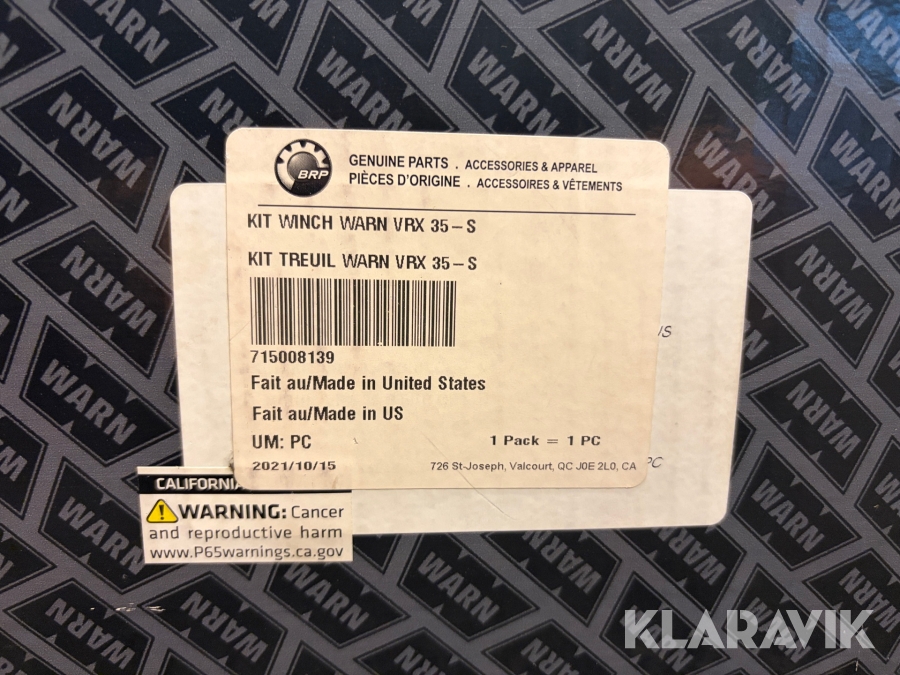 BRP
GENUINE PARTS . ACCESSORIES & APPAREL
PIÈCES D'ORIGINE . ACCESSOIRES & VÊTEMENTS
KIT WINCH WARN VRX 35-S
KIT TREUIL WARN VRX 35-S
715008139
Fait au/Made in United States
Fait au/Made in US
UM: PC
1 Pack = 1 PC
2021/10/15
726 St-Joseph, Valcourt, QC J0E 2L0, CA
US
PC
CALIFORNIA
WARNING: Cancer
and reproductive harm
www.P65warnings.ca.gov
WARN
KLARAVIK